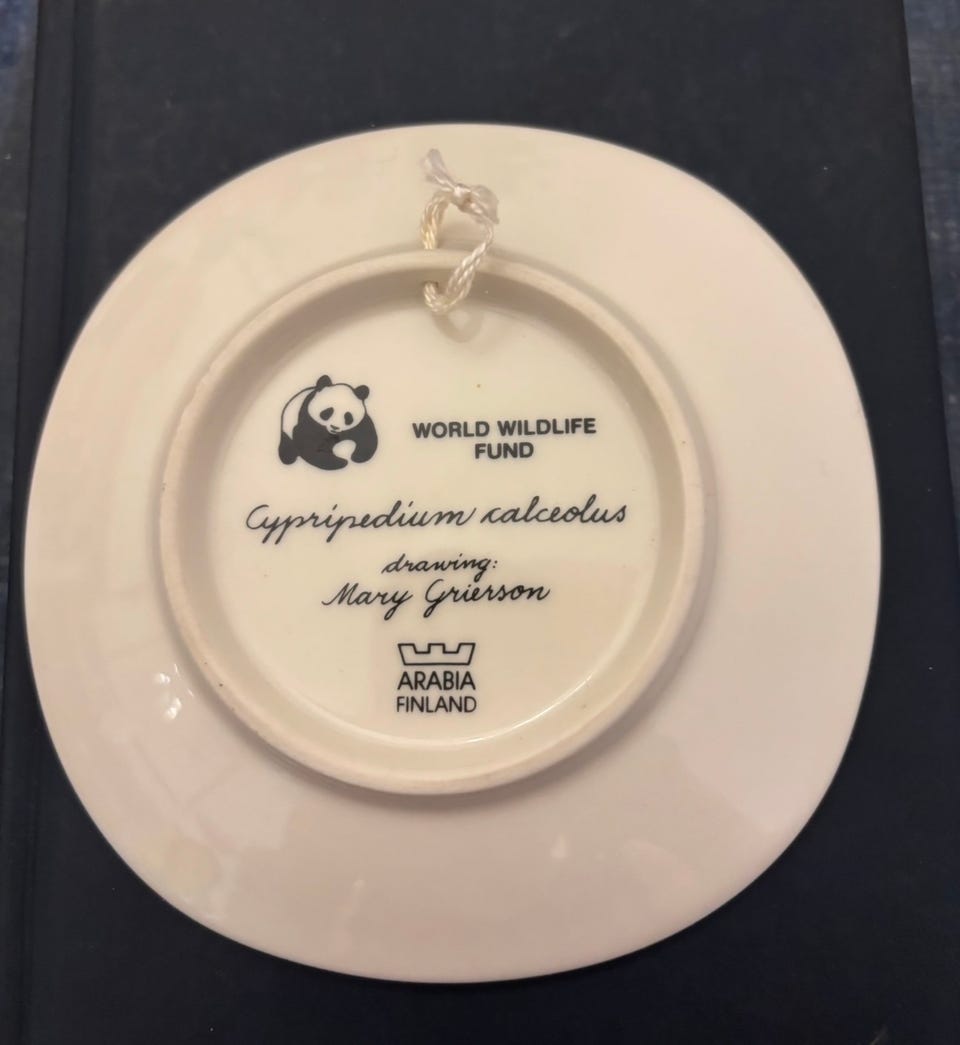 WORLD WILDLIFE
FUND
Cypripedium calceolus
drawing:
Mary Grierson
ARABIA
FINLAND